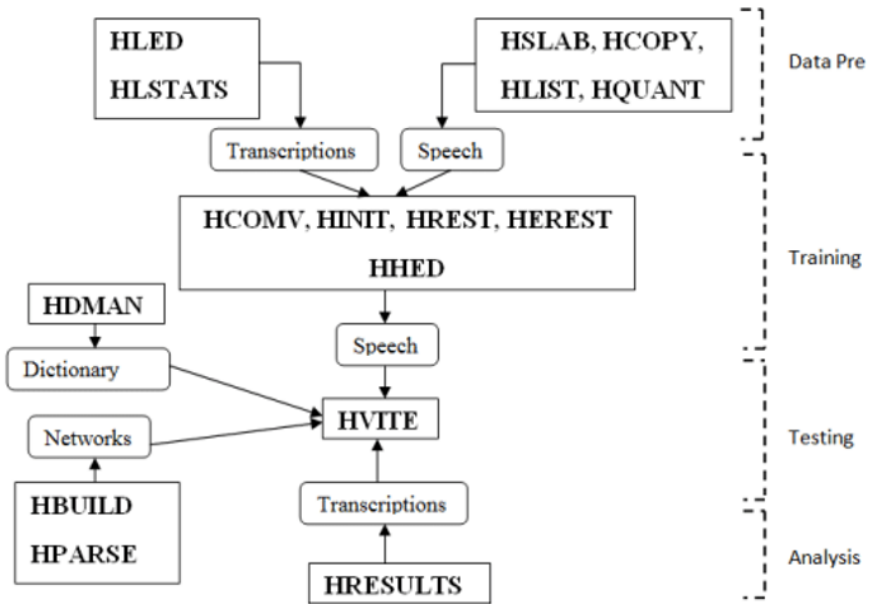 HLED
HLSTATS
HSLAB, HCOPY,
HLIST, HQUANT
Data Pre
Transcriptions
Speech
HCOMV, HINIT, HREST, HEREST
HHED
Training
HDMAN
Speech
Dictionary
HVITE
Networks
Testing
Transcriptions
HBUILD
HPARSE
Analysis
HRESULTS